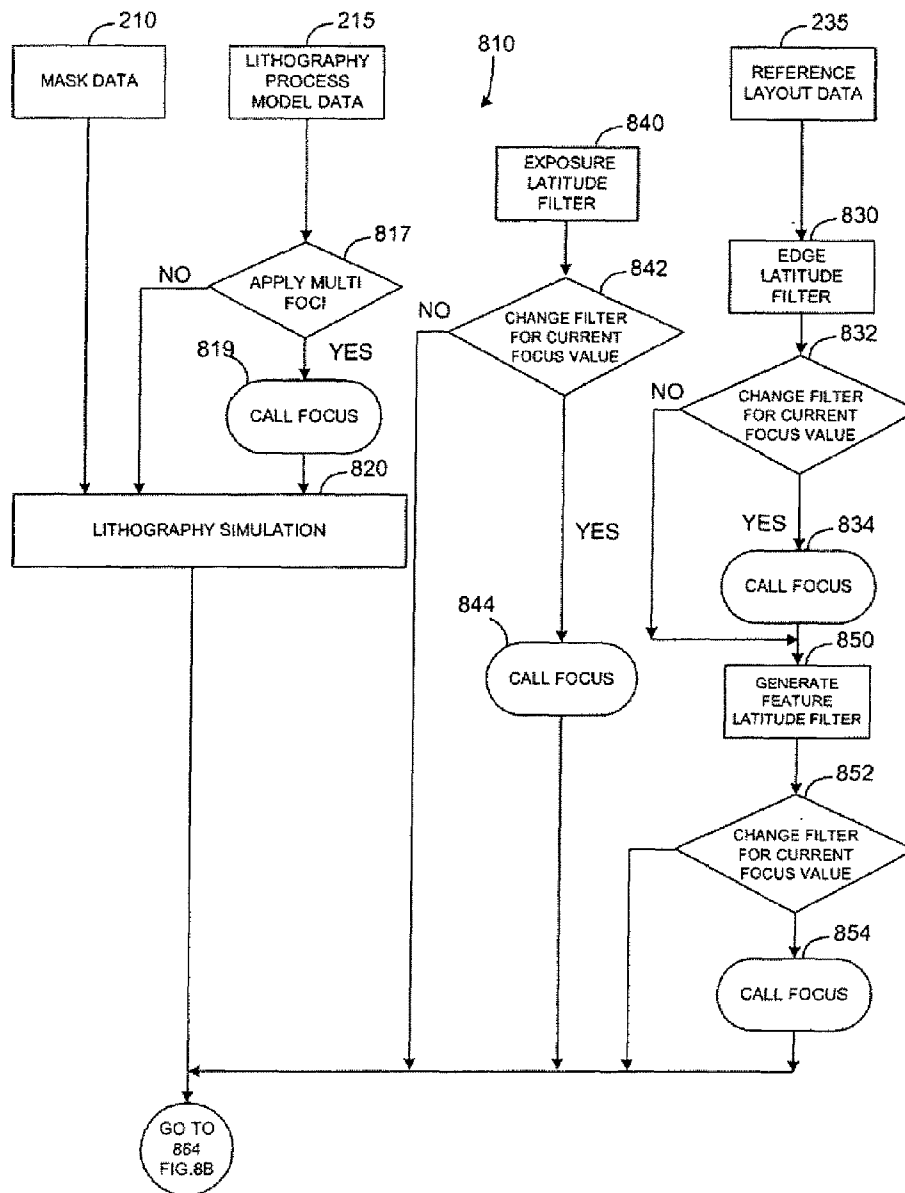 210
MASK DATA
215
LITHOGRAPHY
PROCESS
MODEL DATA
810
235
REFERENCE
LAYOUT DATA
840
EXPOSURE
LATITUDE
FILTER
830
EDGE
LATITUDE
FILTER
817
APPLY MULTI
FOCI
NO
YES
842
CHANGE FILTER
FOR CURRENT
FOCUS VALUE
NO
YES
832
CHANGE FILTER
FOR CURRENT
FOCUS VALUE
NO
YES
819
CALL FOCUS
820
LITHOGRAPHY SIMULATION
834
CALL FOCUS
844
CALL FOCUS
850
GENERATE
FEATURE
LATITUDE FILTER
852
CHANGE FILTER
FOR CURRENT
FOCUS VALUE
854
CALL FOCUS
GO TO
864
FIG.8B